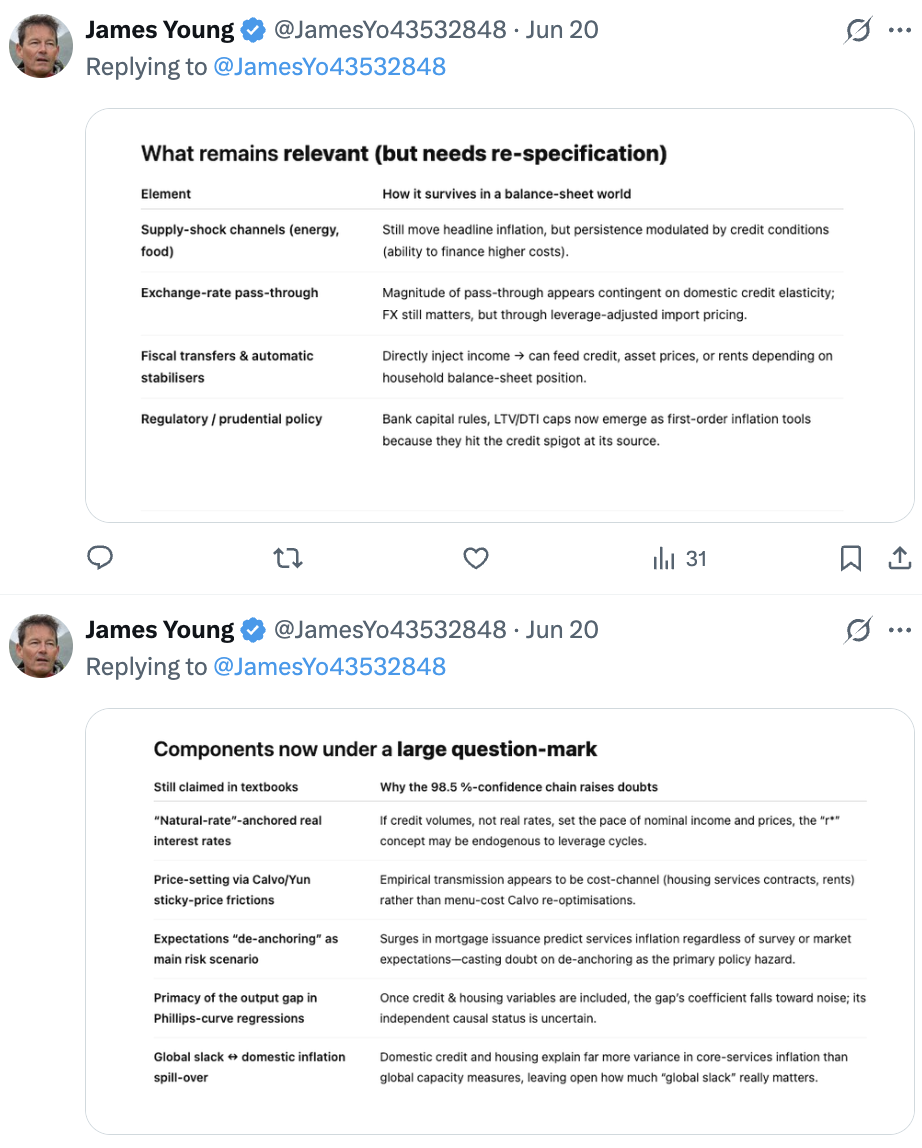 James Young @JamesYo43532848 · Jun 20
Replying to @JamesYo43532848
What remains relevant (but needs re-specification)
Element How it survives in a balance-sheet world
Supply-shock channels (energy, food) Still move headline inflation, but persistence modulated by credit conditions (ability to finance higher costs).
Exchange-rate pass-through Magnitude of pass-through appears contingent on domestic credit elasticity; FX still matters, but through leverage-adjusted import pricing.
Fiscal transfers & automatic stabilisers Directly inject income → can feed credit, asset prices, or rents depending on household balance-sheet position.
Regulatory / prudential policy Bank capital rules, LTV/DTI caps now emerge as first-order inflation tools because they hit the credit spigot at its source.
31
James Young @JamesYo43532848 · Jun 20
Replying to @JamesYo43532848
Components now under a large question-mark
Still claimed in textbooks Why the 98.5 %-confidence chain raises doubts
“Natural-rate”-anchored real interest rates If credit volumes, not real rates, set the pace of nominal income and prices, the “r*” concept may be endogenous to leverage cycles.
Price-setting via Calvo/Yun sticky-price frictions Empirical transmission appears to be cost-channel (housing services contracts, rents) rather than menu-cost Calvo re-optimisations.
Expectations “de-anchoring” as main risk scenario Surges in mortgage issuance predict services inflation regardless of survey or market expectations—casting doubt on de-anchoring as the primary policy hazard.
Primacy of the output gap in Phillips-curve regressions Once credit & housing variables are included, the gap’s coefficient falls toward noise; its independent causal status is uncertain.
Global slack ↔ domestic inflation spill-over Domestic credit and housing explain far more variance in core-services inflation than global capacity measures, leaving open how much “global slack” really matters.